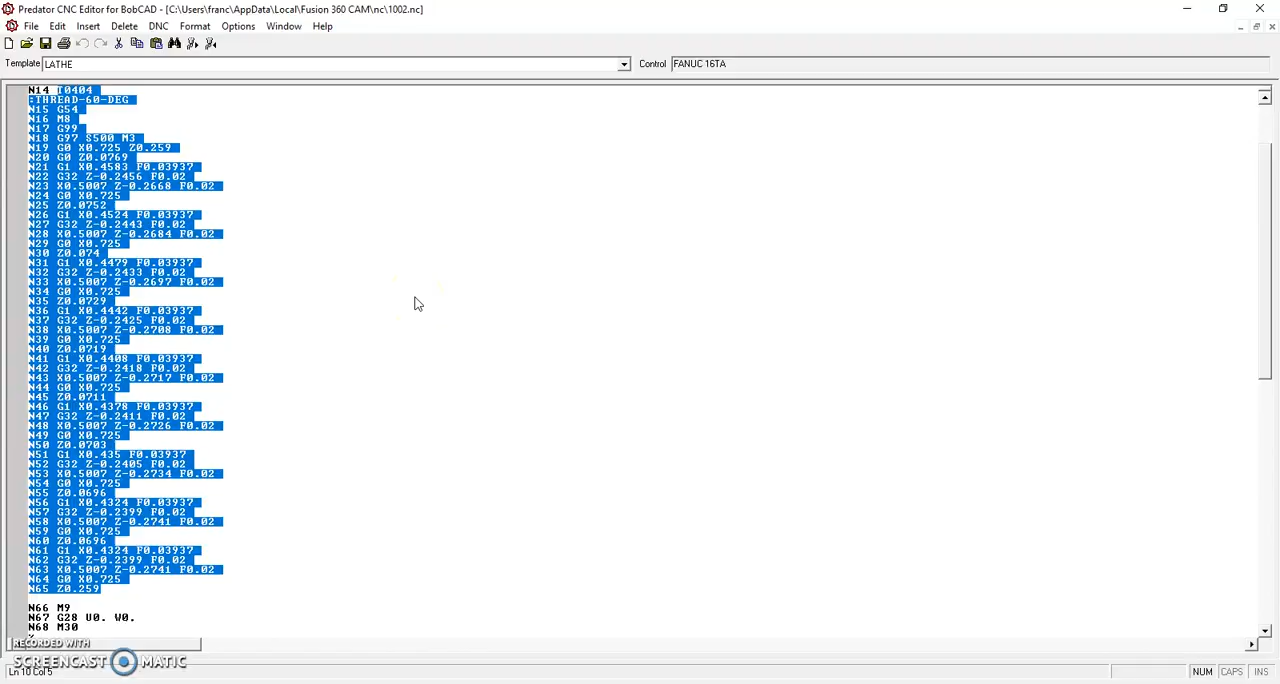 Predator CNC Editor for BobCAD - [C:\Users\franc\AppData\Local\Fusion 360 CAM\nc\1002.nc]
File Edit Insert Delete DNC Format Options Window Help
Template LATHE Control FANUC 16TA
N14 T0404
:THREAD-60-DEG
N15 G54
N16 M8
N17 G99
N18 G97 S500 M3
N19 G0 X0.725 Z0.259
N20 G0 Z0.0769
N21 G1 X0.4583 F0.03937
N22 G32 Z-0.2456 F0.02
N23 X0.5007 Z-0.2668 F0.02
N24 G0 X0.725
N25 Z0.0752
N26 G1 X0.4524 F0.03937
N27 G32 Z-0.2443 F0.02
N28 X0.5007 Z-0.2684 F0.02
N29 G0 X0.725
N30 Z0.074
N31 G1 X0.4479 F0.03937
N32 G32 Z-0.2433 F0.02
N33 X0.5007 Z-0.2697 F0.02
N34 G0 X0.725
N35 Z0.0729
N36 G1 X0.4442 F0.03937
N37 G32 Z-0.2425 F0.02
N38 X0.5007 Z-0.2708 F0.02
N39 G0 X0.725
N40 Z0.0719
N41 G1 X0.4408 F0.03937
N42 G32 Z-0.2418 F0.02
N43 X0.5007 Z-0.2717 F0.02
N44 G0 X0.725
N45 Z0.0711
N46 G1 X0.4378 F0.03937
N47 G32 Z-0.2411 F0.02
N48 X0.5007 Z-0.2726 F0.02
N49 G0 X0.725
N50 Z0.0703
N51 G1 X0.435 F0.03937
N52 G32 Z-0.2405 F0.02
N53 X0.5007 Z-0.2734 F0.02
N54 G0 X0.725
N55 Z0.0696
N56 G1 X0.4324 F0.03937
N57 G32 Z-0.2399 F0.02
N58 X0.5007 Z-0.2741 F0.02
N59 G0 X0.725
N60 Z0.0696
N61 G1 X0.4324 F0.03937
N62 G32 Z-0.2399 F0.02
N63 X0.5007 Z-0.2741 F0.02
N64 G0 X0.725
N65 Z0.259
N66 M9
N67 G28 U0. W0.
N68 M30
%
RECORDED WITH
SCREENCAST MATIC
Ln 10 Col 5 NUM CAPS INS